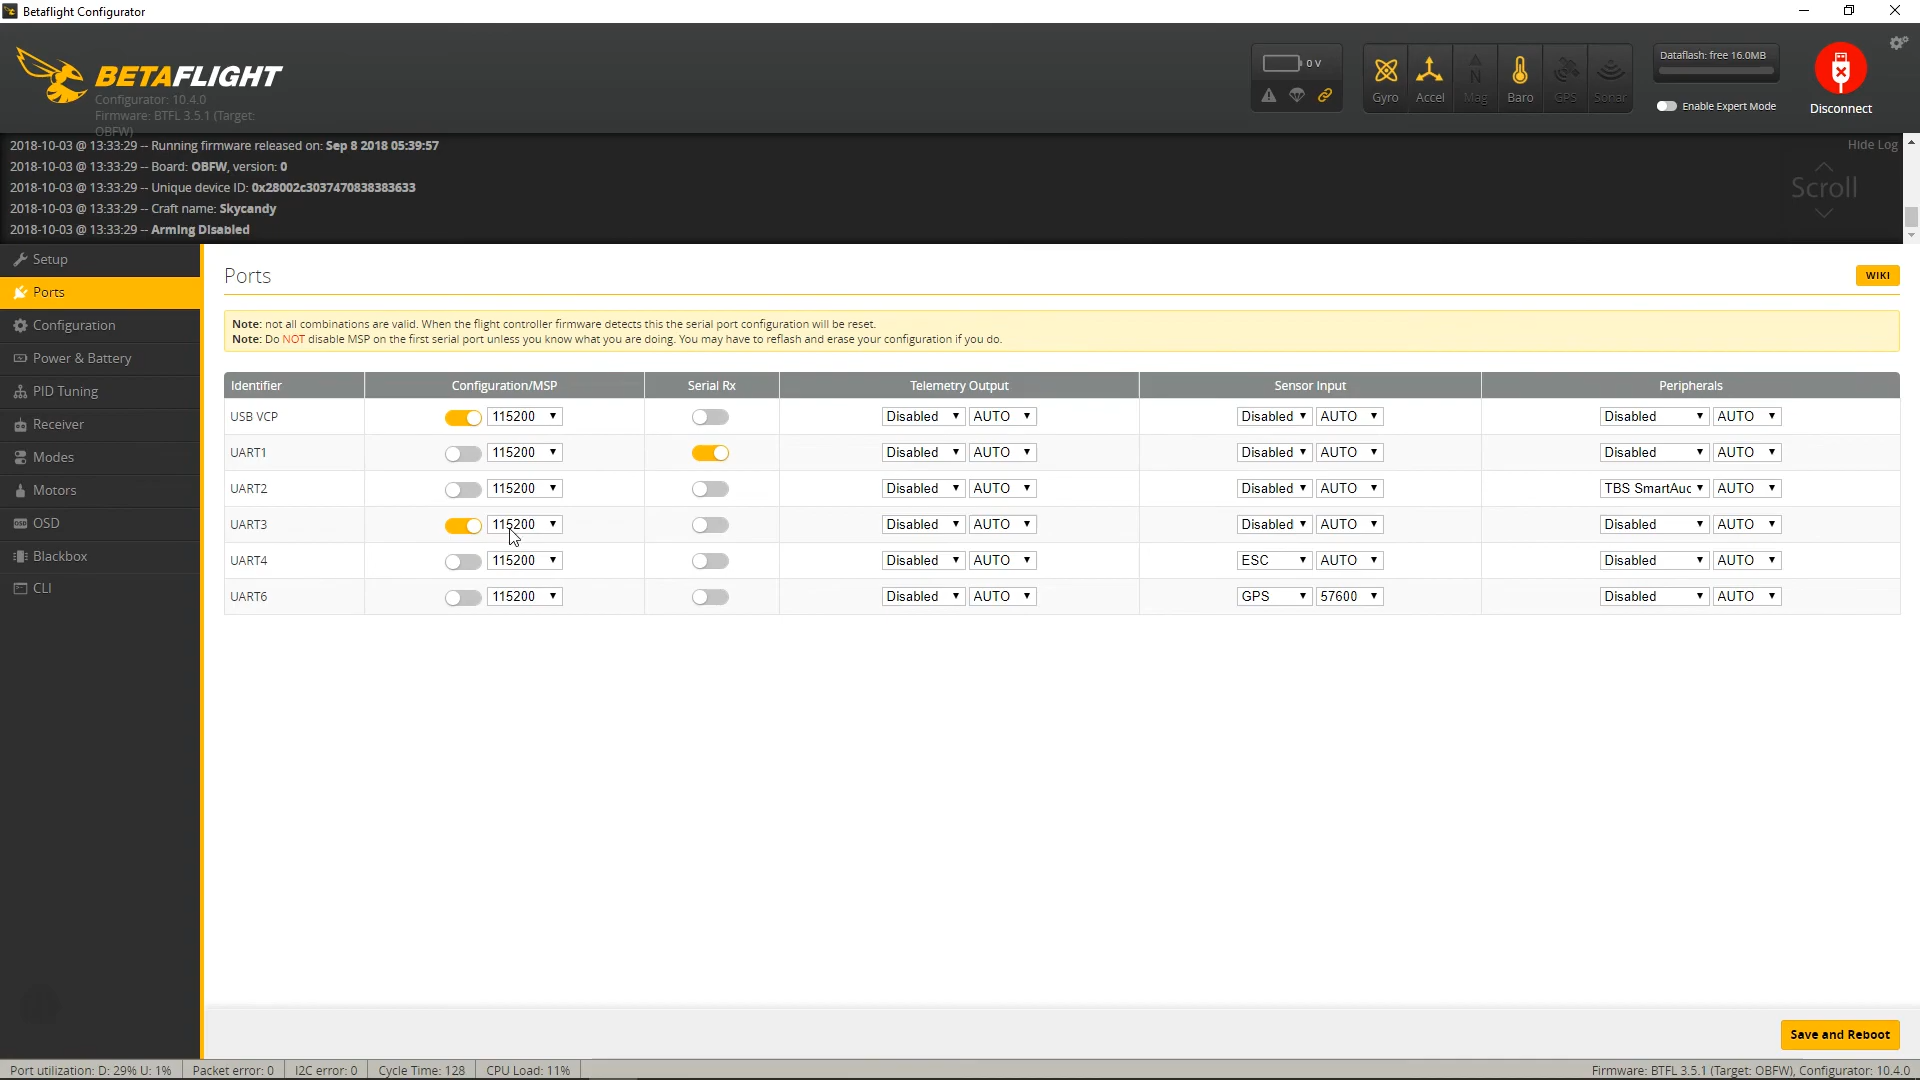 Betaflight Configurator
BETAFLIGHT
Configurator: 10.4.0
Firmware: BTFL 3.5.1 (Target:
OBFW)
0 V
Gyro Accel Mag Baro GPS Sonar
Dataflash: free 16.0MB
Enable Expert Mode
Disconnect
2018-10-03 @ 13:33:29 -- Running firmware released on: Sep 8 2018 05:39:57
2018-10-03 @ 13:33:29 -- Board: OBFW, version: 0
2018-10-03 @ 13:33:29 -- Unique device ID: 0x28002c3037470838383633
2018-10-03 @ 13:33:29 -- Craft name: Skycandy
2018-10-03 @ 13:33:29 -- Arming Disabled
Hide Log
Scroll
Setup
Ports
Configuration
Power & Battery
PID Tuning
Receiver
Modes
Motors
OSD
Blackbox
CLI
Ports
WIKI
Note: not all combinations are valid. When the flight controller firmware detects this the serial port configuration will be reset.
Note: Do NOT disable MSP on the first serial port unless you know what you are doing. You may have to reflash and erase your configuration if you do.
Identifier Configuration/MSP Serial Rx Telemetry Output Sensor Input Peripherals
USB VCP 115200 Disabled AUTO Disabled AUTO Disabled AUTO
UART1 115200 Disabled AUTO Disabled AUTO Disabled AUTO
UART2 115200 Disabled AUTO Disabled AUTO TBS SmartAuc AUTO
UART3 115200 Disabled AUTO Disabled AUTO Disabled AUTO
UART4 115200 Disabled AUTO ESC AUTO Disabled AUTO
UART6 115200 Disabled AUTO GPS 57600 Disabled AUTO
Save and Reboot
Port utilization: D: 29% U: 1% Packet error: 0 I2C error: 0 Cycle Time: 128 CPU Load: 11% Firmware: BTFL 3.5.1 (Target: OBFW), Configurator: 10.4.0